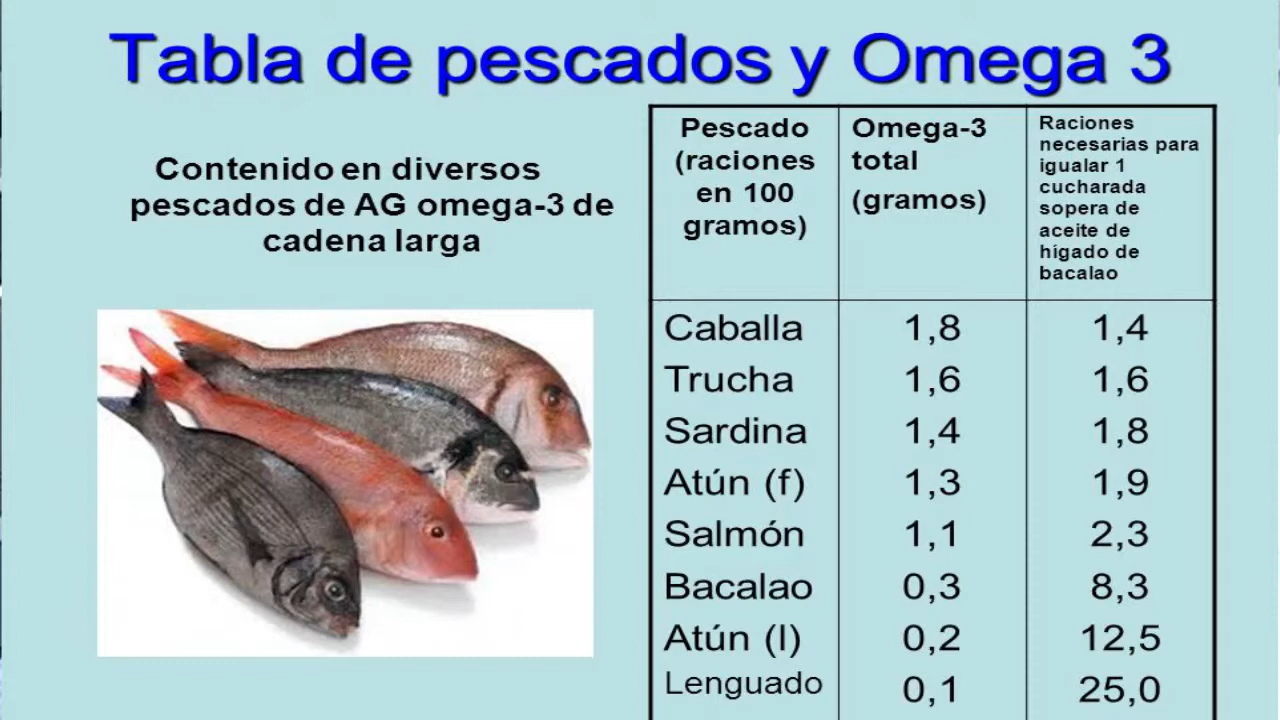 Tabla de pescados y Omega 3
Contenido en diversos
pescados de AG omega-3 de
cadena larga
Pescado
(raciones
en 100
gramos)
Omega-3
total
(gramos)
Raciones
necesarias para
igualar 1
cucharada
sopera de
aceite de
hígado de
bacalao
Caballa 1,8 1,4
Trucha 1,6 1,6
Sardina 1,4 1,8
Atún (f) 1,3 1,9
Salmón 1,1 2,3
Bacalao 0,3 8,3
Atún (l) 0,2 12,5
Lenguado 0,1 25,0